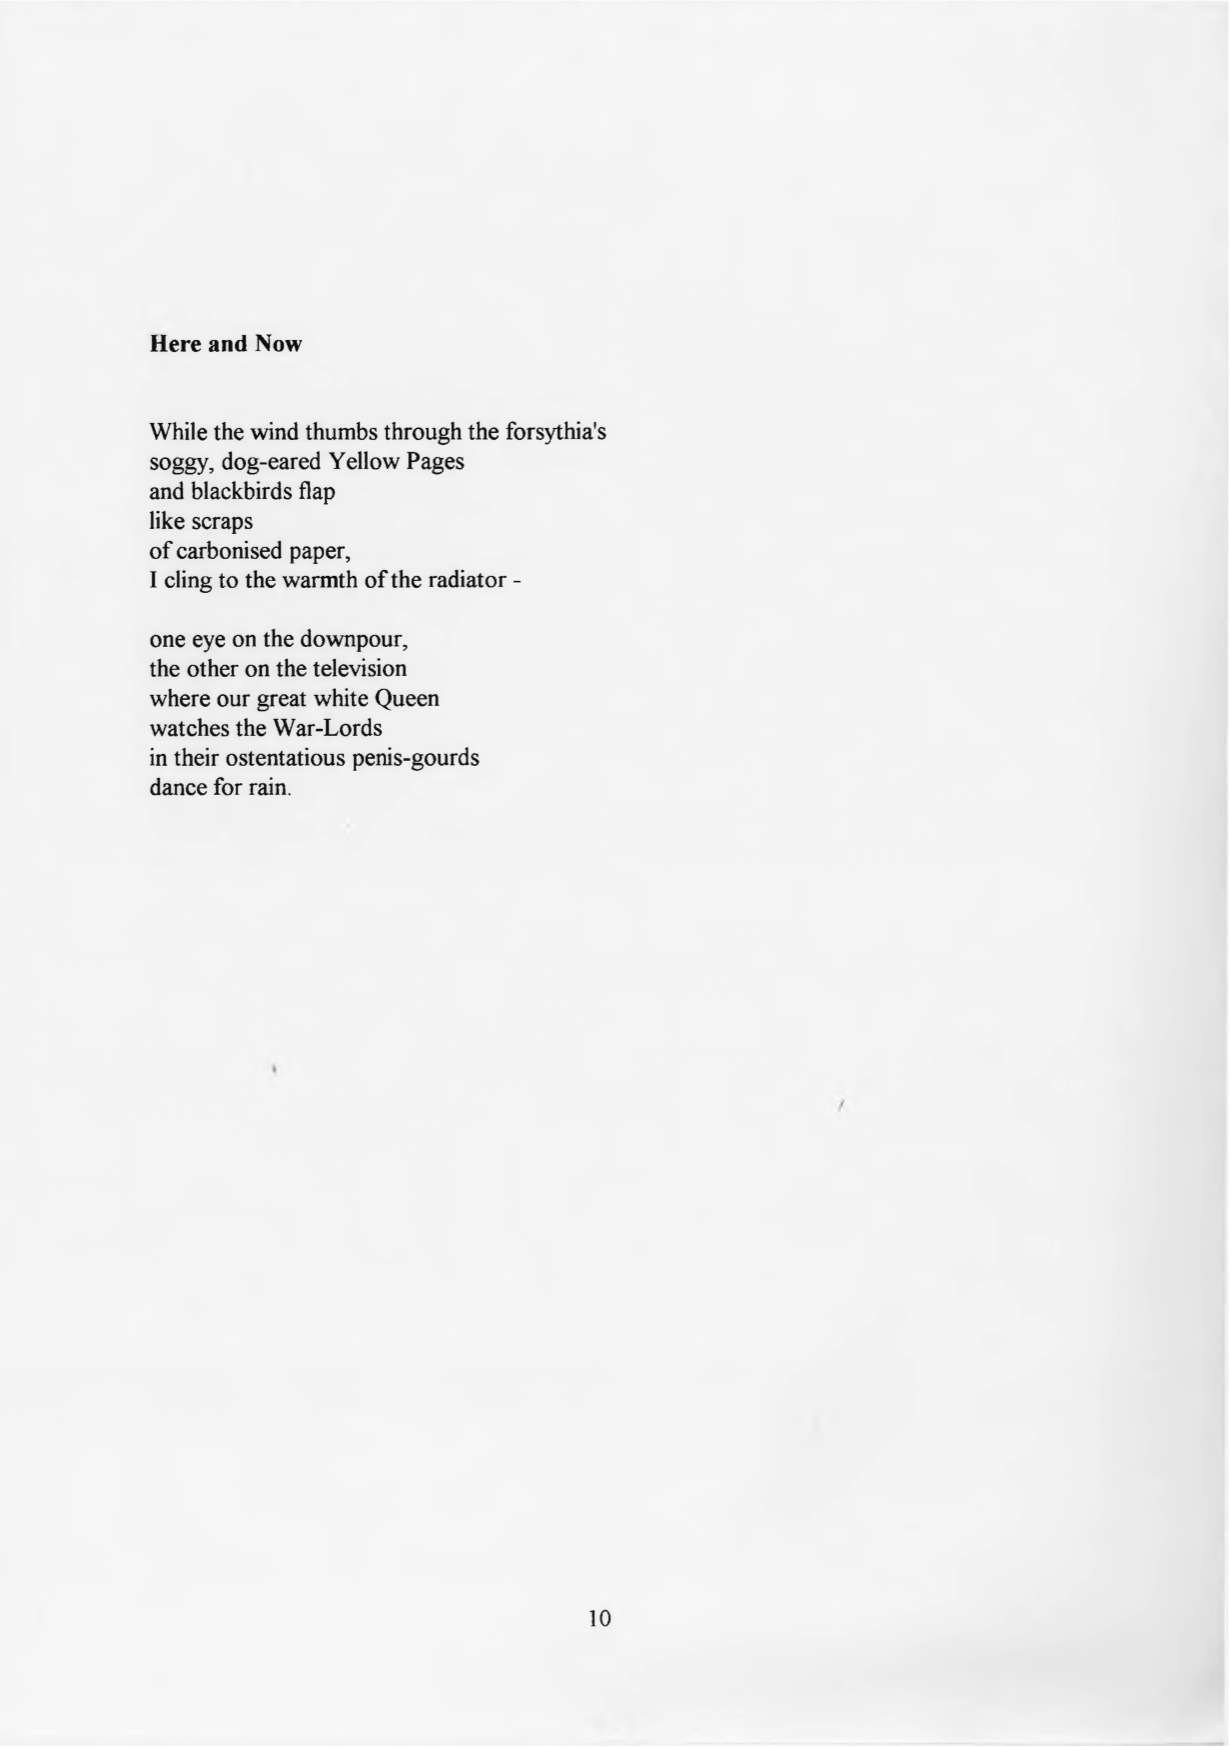 Here and Now
While the wind thumbs through the forsythia's
soggy, dog-eared Yellow Pages
and blackbirds flap
like scraps
of carbonised paper,
I cling to the warmth of the radiator -
one eye on the downpour,
the other on the television
where our great white Queen
watches the War-Lords
in their ostentatious penis-gourds
dance for rain.
10